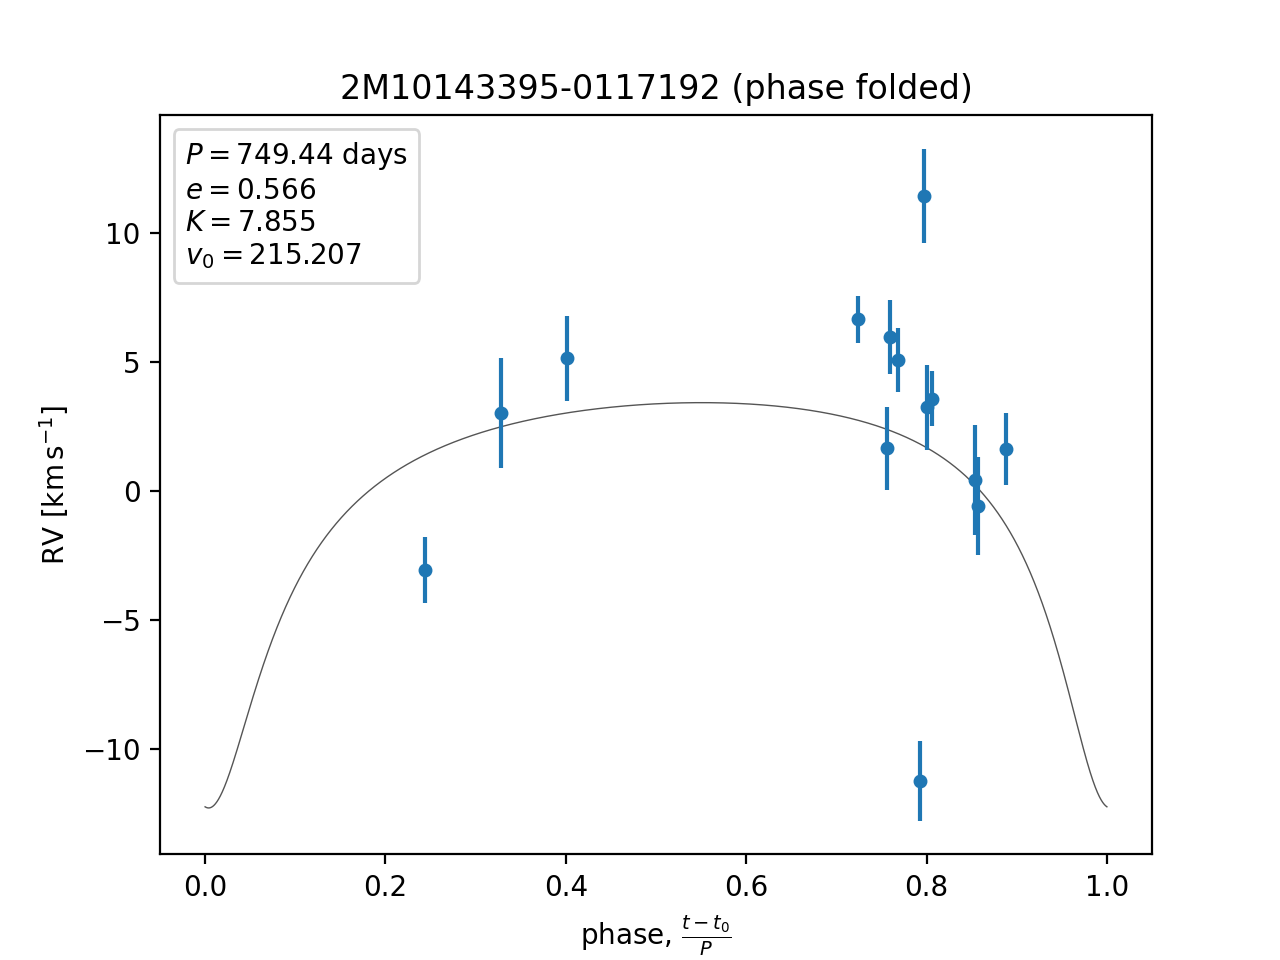 2M10143395-0117192 (phase folded)
P = 749.44 days
e = 0.566
K = 7.855
v₀ = 215.207
10
5
0
−5
−10
RV [km s⁻¹]
0.0 0.2 0.4 0.6 0.8 1.0
phase, (t − t₀)/P